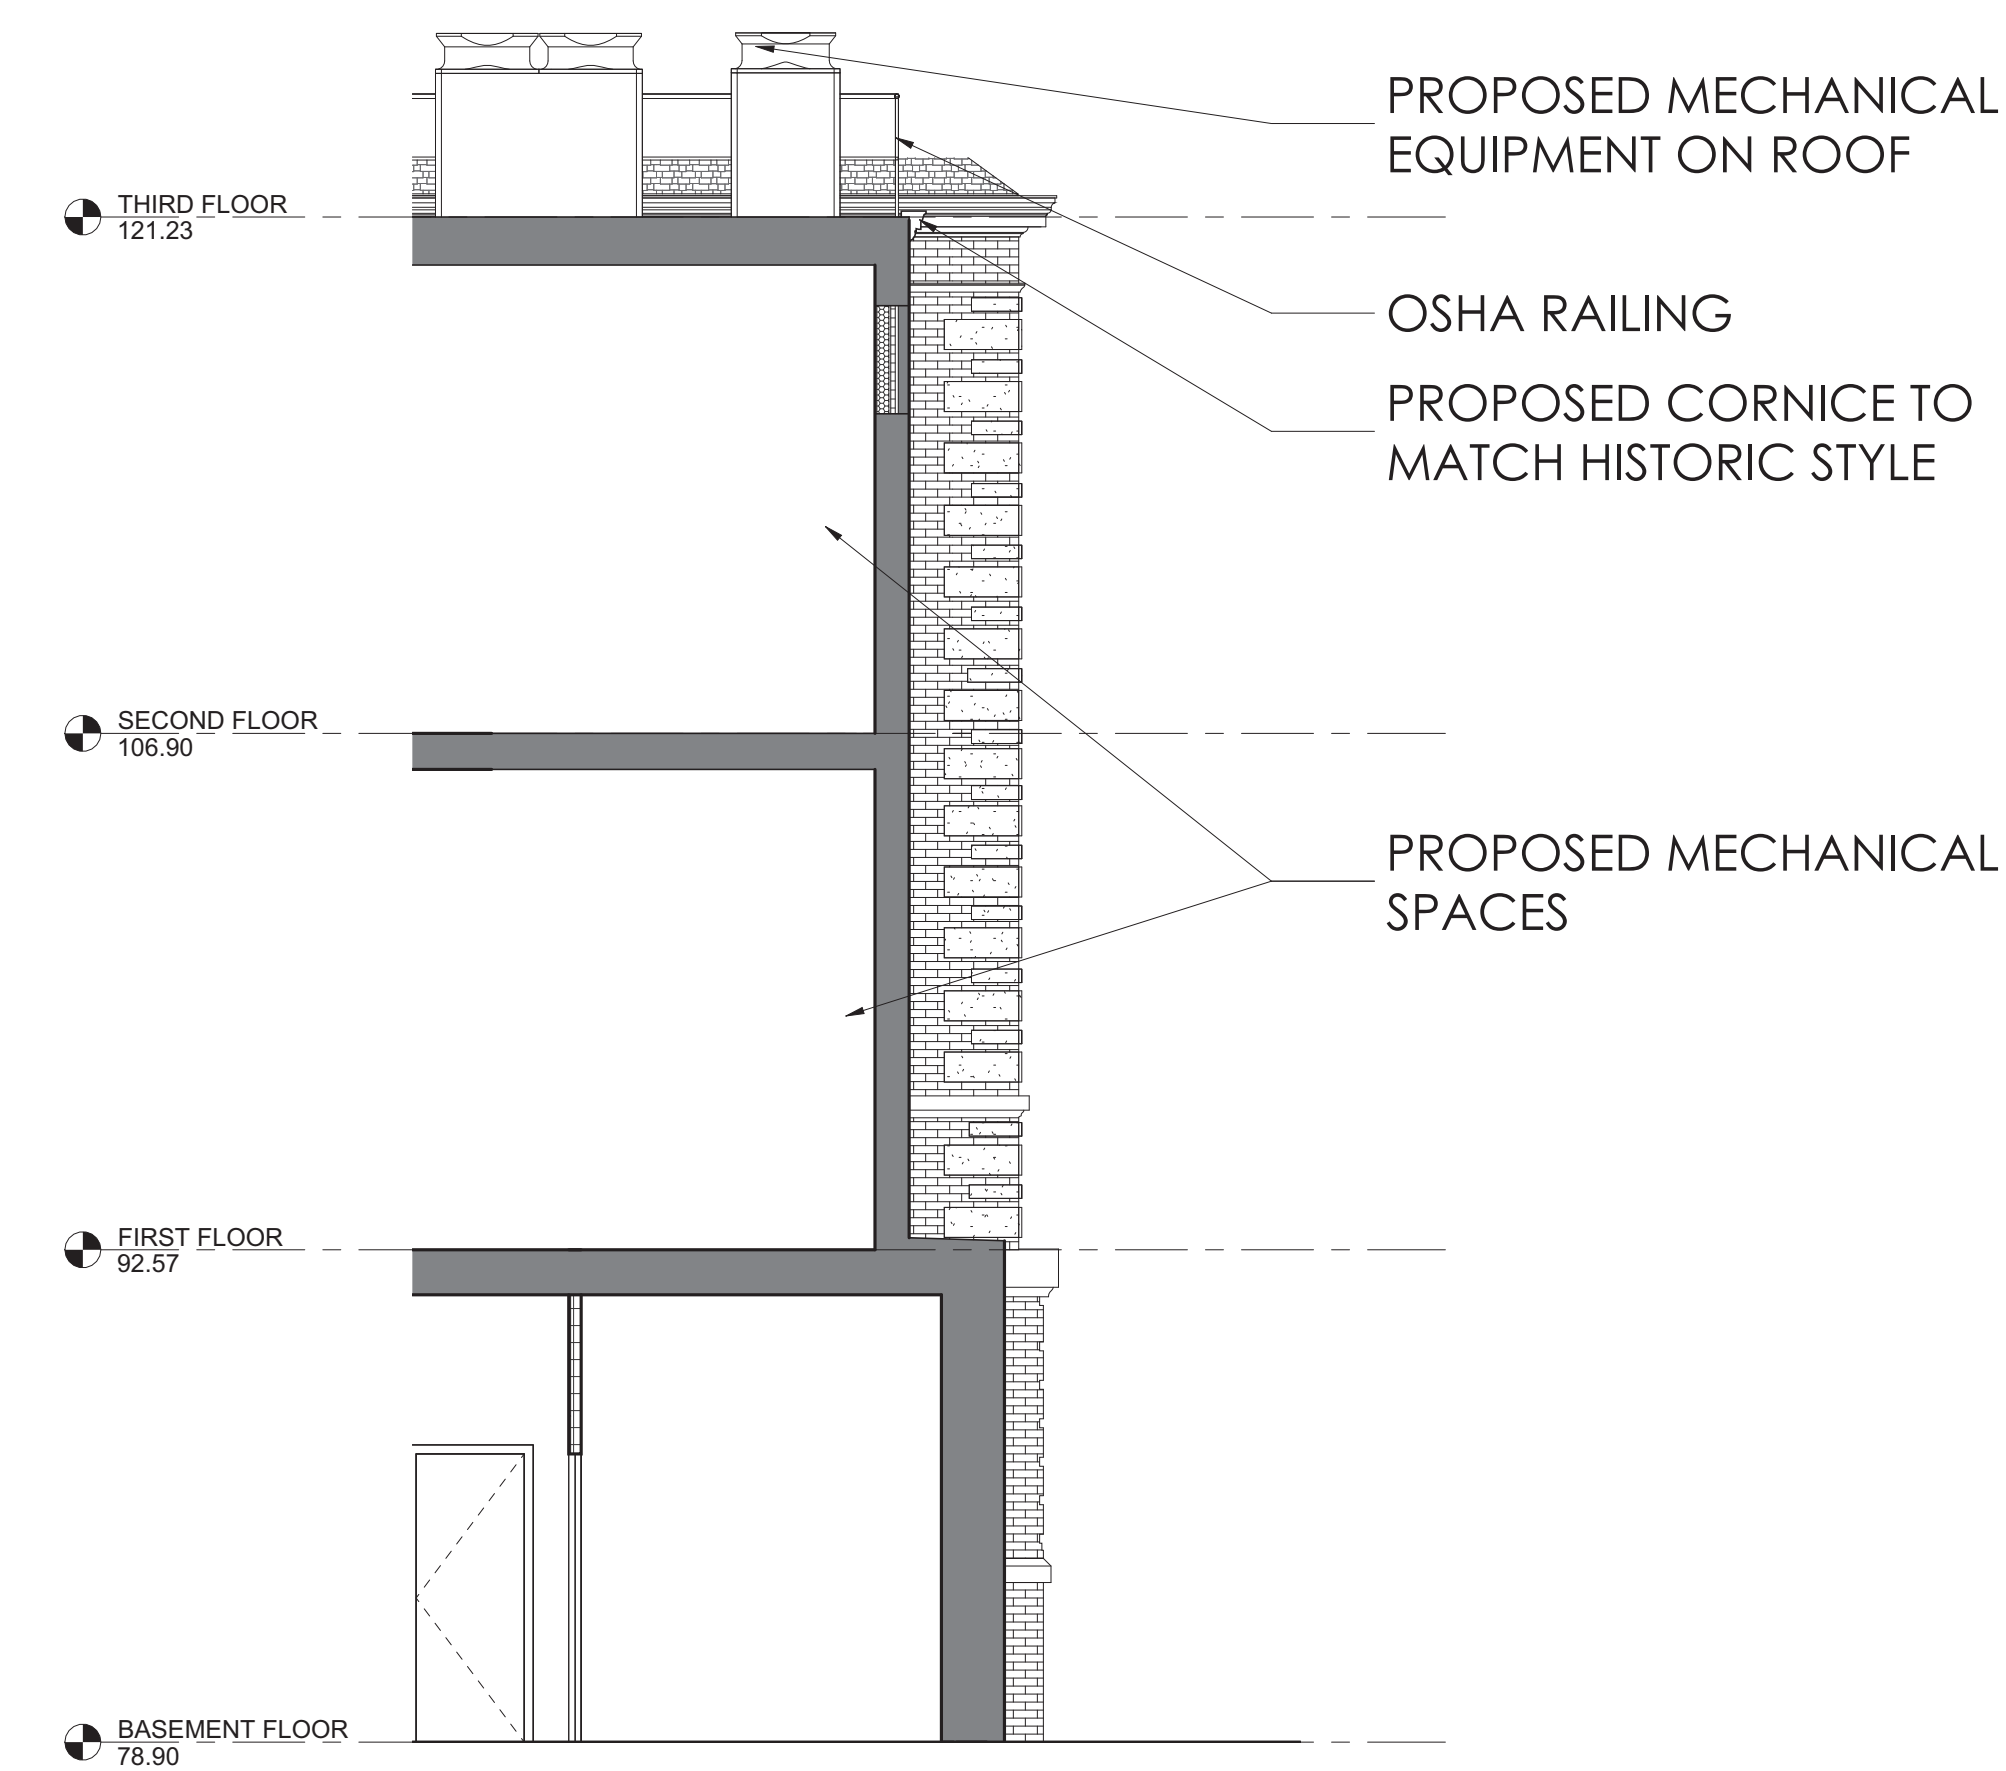 PROPOSED MECHANICAL
EQUIPMENT ON ROOF
THIRD FLOOR
121.23
OSHA RAILING
PROPOSED CORNICE TO
MATCH HISTORIC STYLE
SECOND FLOOR
106.90
PROPOSED MECHANICAL
SPACES
FIRST FLOOR
92.57
BASEMENT FLOOR
78.90